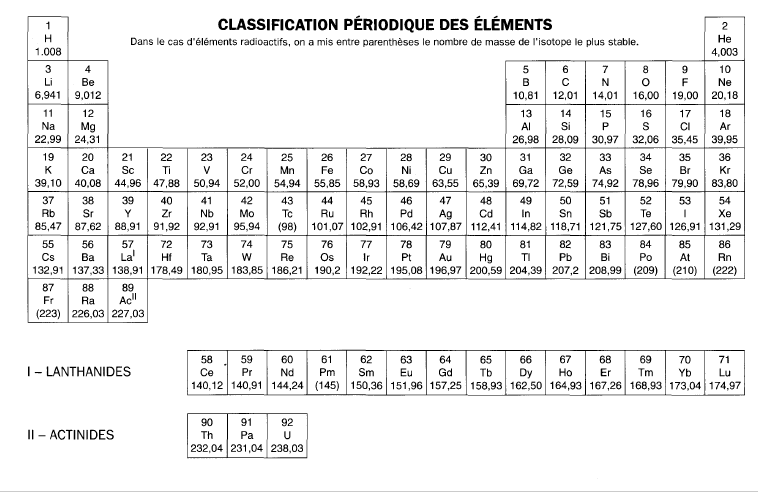 CLASSIFICATION PÉRIODIQUE DES ÉLÉMENTS
Dans le cas d'éléments radioactifs, on a mis entre parenthèses le nombre de masse de l'isotope le plus stable.
1 2
H He
1.008 4,003
3 4 5 6 7 8 9 10
Li Be B C N O F Ne
6,941 9,012 10,81 12,01 14,01 16,00 19,00 20,18
11 12 13 14 15 16 17 18
Na Mg Al Si P S Cl Ar
22,99 24,31 26,98 28,09 30,97 32,06 35,45 39,95
19 20 21 22 23 24 25 26 27 28 29 30 31 32 33 34 35 36
K Ca Sc Ti V Cr Mn Fe Co Ni Cu Zn Ga Ge As Se Br Kr
39,10 40,08 44,96 47,88 50,94 52,00 54,94 55,85 58,93 58,69 63,55 65,39 69,72 72,59 74,92 78,96 79,90 83,80
37 38 39 40 41 42 43 44 45 46 47 48 49 50 51 52 53 54
Rb Sr Y Zr Nb Mo Tc Ru Rh Pd Ag Cd In Sn Sb Te I Xe
85,47 87,62 88,91 91,92 92,91 95,94 (98) 101,07 102,91 106,42 107,87 112,41 114,82 118,71 121,75 127,60 126,91 131,29
55 56 57 72 73 74 75 76 77 78 79 80 81 82 83 84 85 86
Cs Ba La I Hf Ta W Re Os Ir Pt Au Hg Tl Pb Bi Po At Rn
132,91 137,33 138,91 178,49 180,95 183,85 186,21 190,2 192,22 195,08 196,97 200,59 204,39 207,2 208,99 (209) (210) (222)
87 88 89
Fr Ra Ac II
(223) 226,03 227,03
58 59 60 61 62 63 64 65 66 67 68 69 70 71
I – LANTHANIDES Ce Pr Nd Pm Sm Eu Gd Tb Dy Ho Er Tm Yb Lu
140,12 140,91 144,24 (145) 150,36 151,96 157,25 158,93 162,50 164,93 167,26 168,93 173,04 174,97
90 91 92
II – ACTINIDES Th Pa U
232,04 231,04 238,03